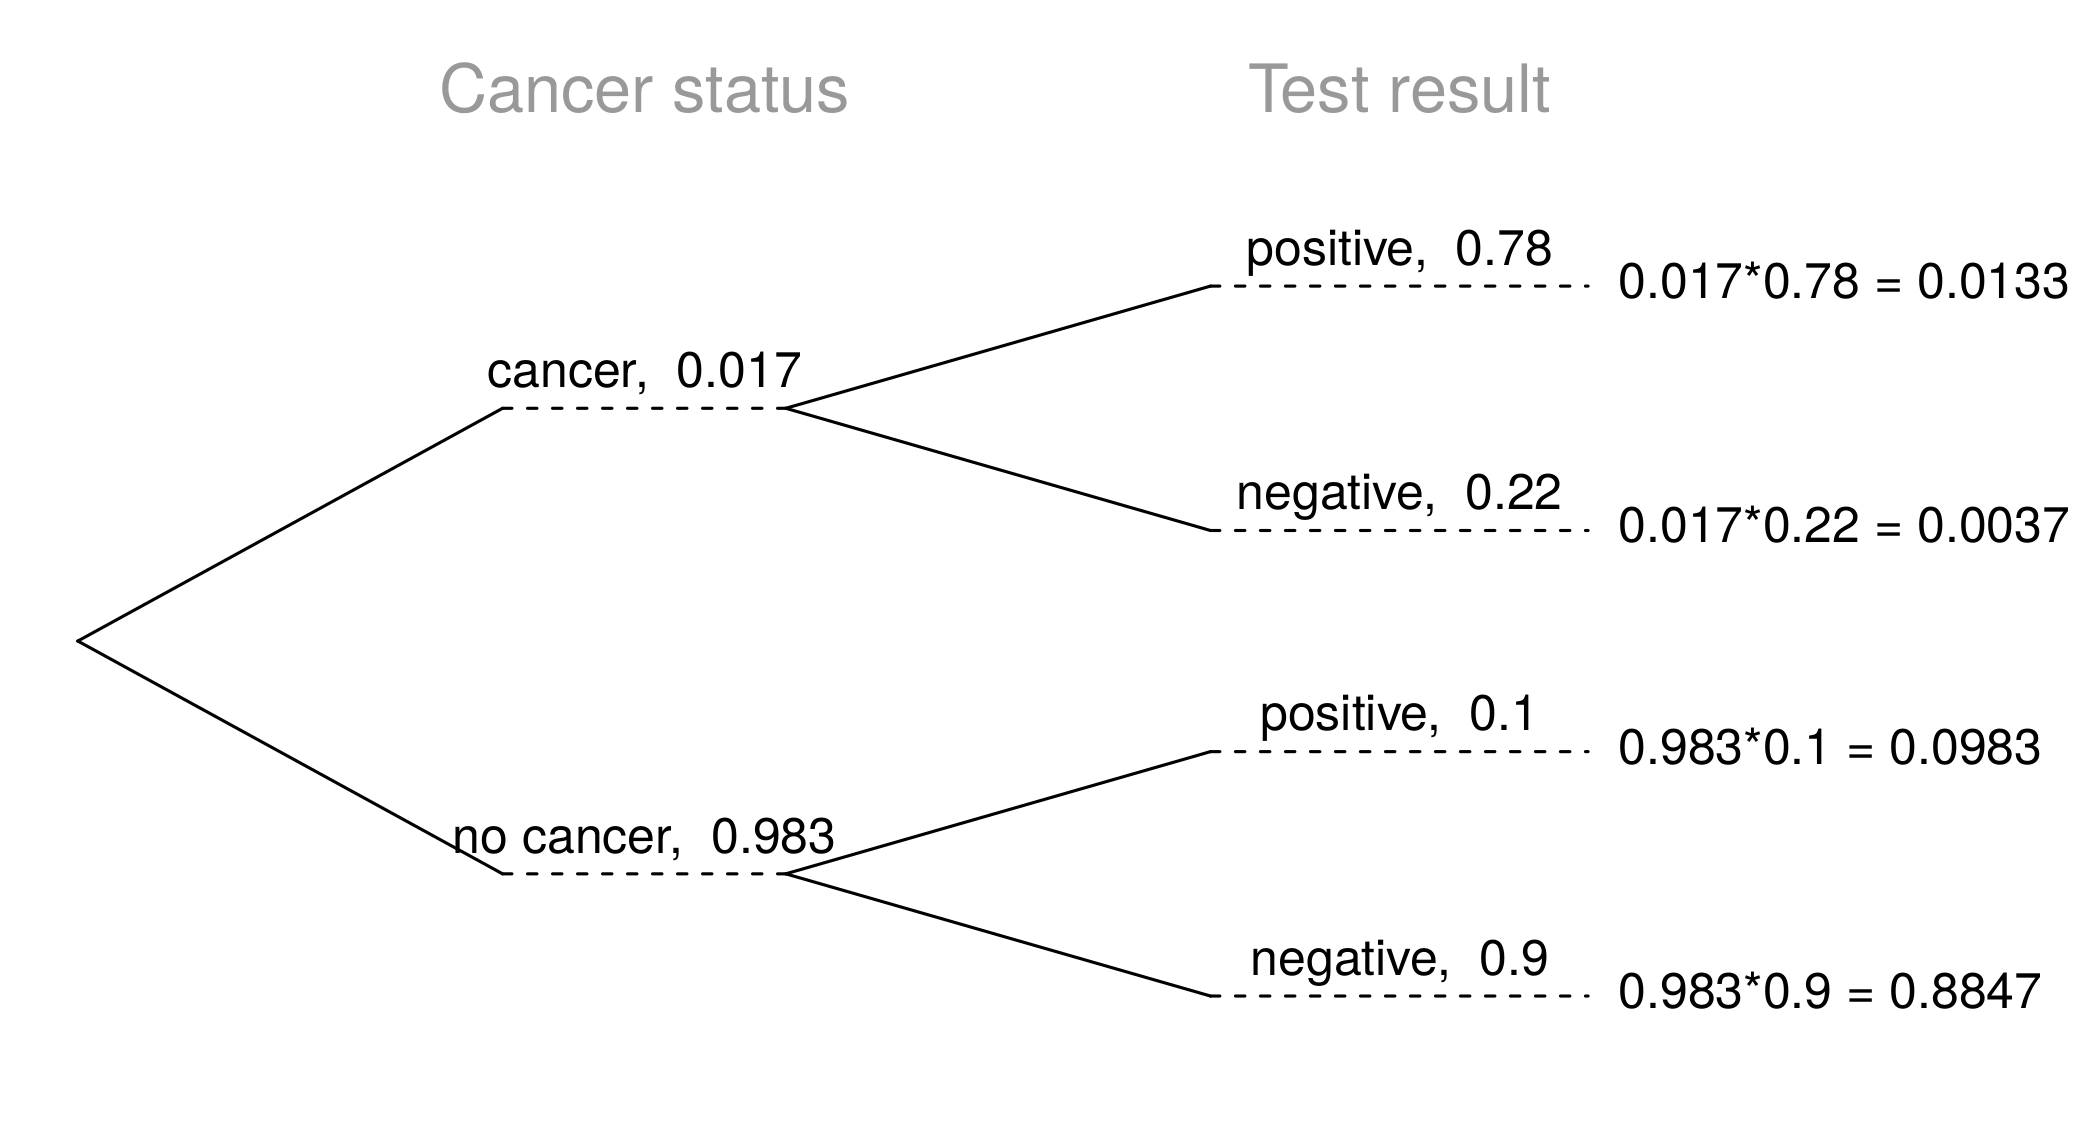 Cancer status
Test result
positive, 0.78
0.017*0.78 = 0.0133
cancer, 0.017
negative, 0.22
0.017*0.22 = 0.0037
positive, 0.1
0.983*0.1 = 0.0983
no cancer, 0.983
negative, 0.9
0.983*0.9 = 0.8847